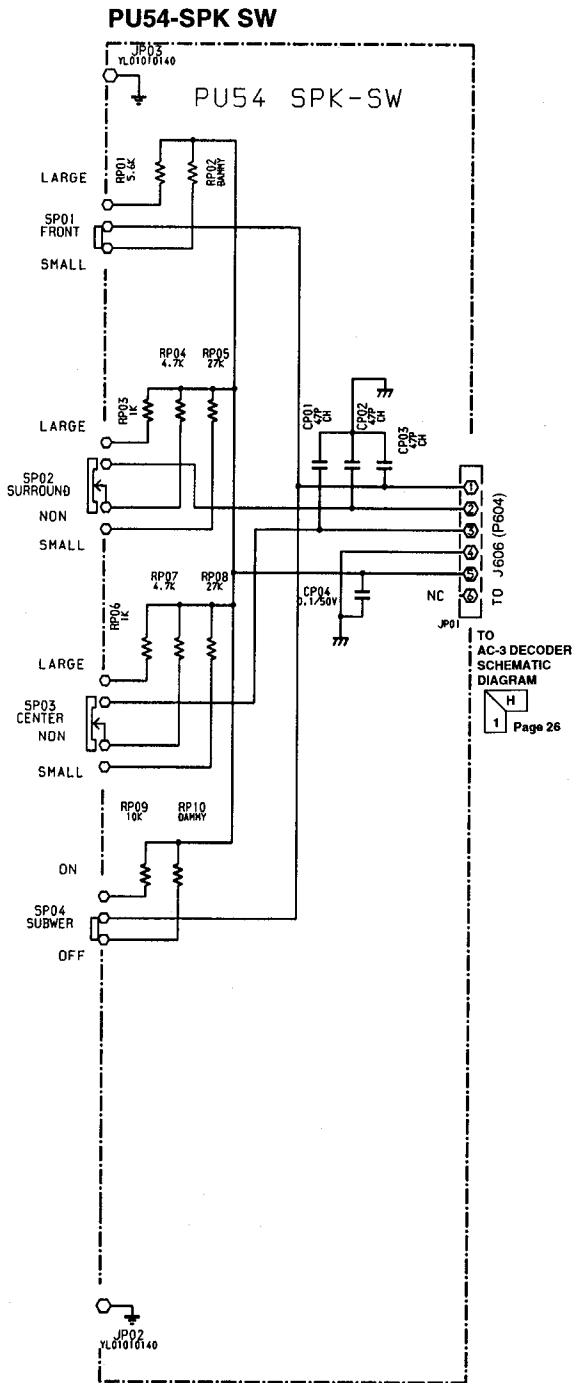 PU54-SPK SW
JP03
YL01010140
PU54 SPK-SW
RP01
5.6K
RP02
DAMMY
LARGE
SP01
FRONT
SMALL
RP04
4.7K
RP05
27K
RP03
1K
LARGE
SP02
SURROUND
NON
SMALL
CP01
47P
CH
CP02
47P
CH
CP03
47P
CH
1
2
3
4
5
6
TO J606 (P604)
NC
JP01
CP04
0.1/50V
RP07
4.7K
RP08
27K
RP06
1K
LARGE
SP03
CENTER
NON
SMALL
TO
AC-3 DECODER
SCHEMATIC
DIAGRAM
H
1
Page 26
RP09
10K
RP10
DAMMY
ON
SP04
SUBWER
OFF
JP02
YL01010140